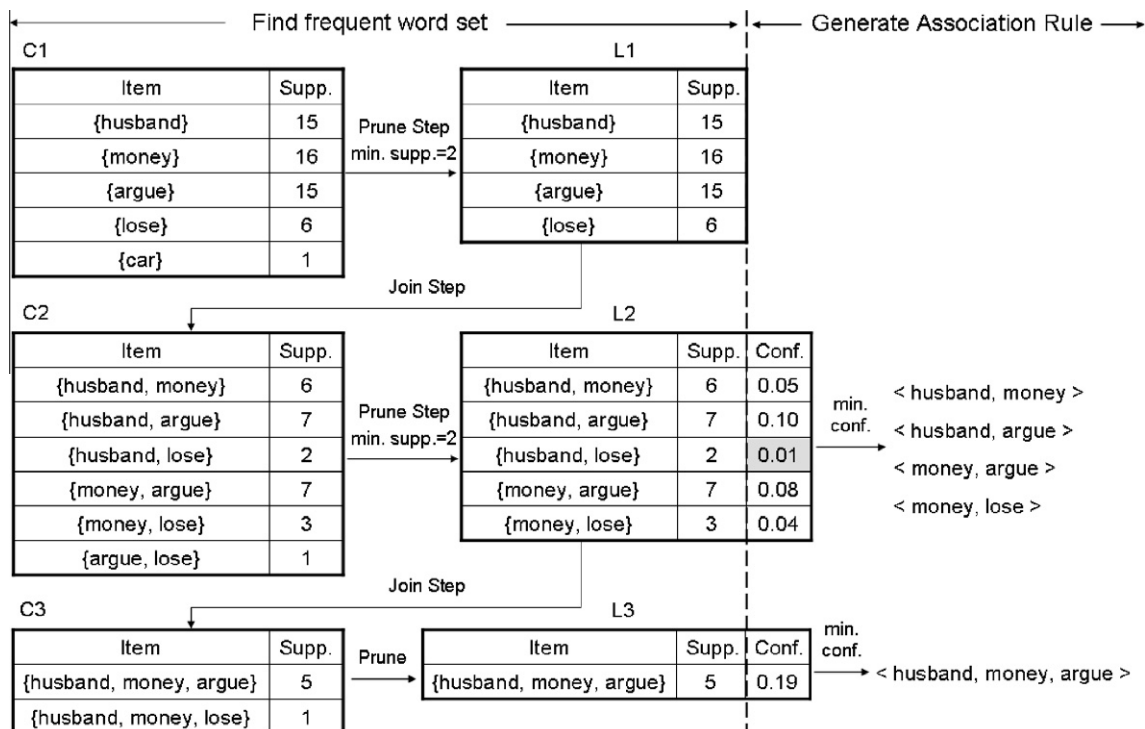 Find frequent word set Generate Association Rule
C1 L1
Item Supp. Item Supp.
{husband} 15 Prune Step {husband} 15
{money} 16 min. supp.=2 {money} 16
{argue} 15 {argue} 15
{lose} 6 {lose} 6
{car} 1
Join Step
C2 L2
Item Supp. Item Supp. Conf.
{husband, money} 6 {husband, money} 6 0.05 < husband, money >
{husband, argue} 7 Prune Step {husband, argue} 7 0.10 min. < husband, argue >
{husband, lose} 2 min. supp.=2 {husband, lose} 2 0.01 conf. < money, argue >
{money, argue} 7 {money, argue} 7 0.08 < money, lose >
{money, lose} 3 {money, lose} 3 0.04
{argue, lose} 1
Join Step
C3 L3
Item Supp. Prune Item Supp. Conf. min.
conf.
{husband, money, argue} 5 {husband, money, argue} 5 0.19 < husband, money, argue >
{husband, money, lose} 1